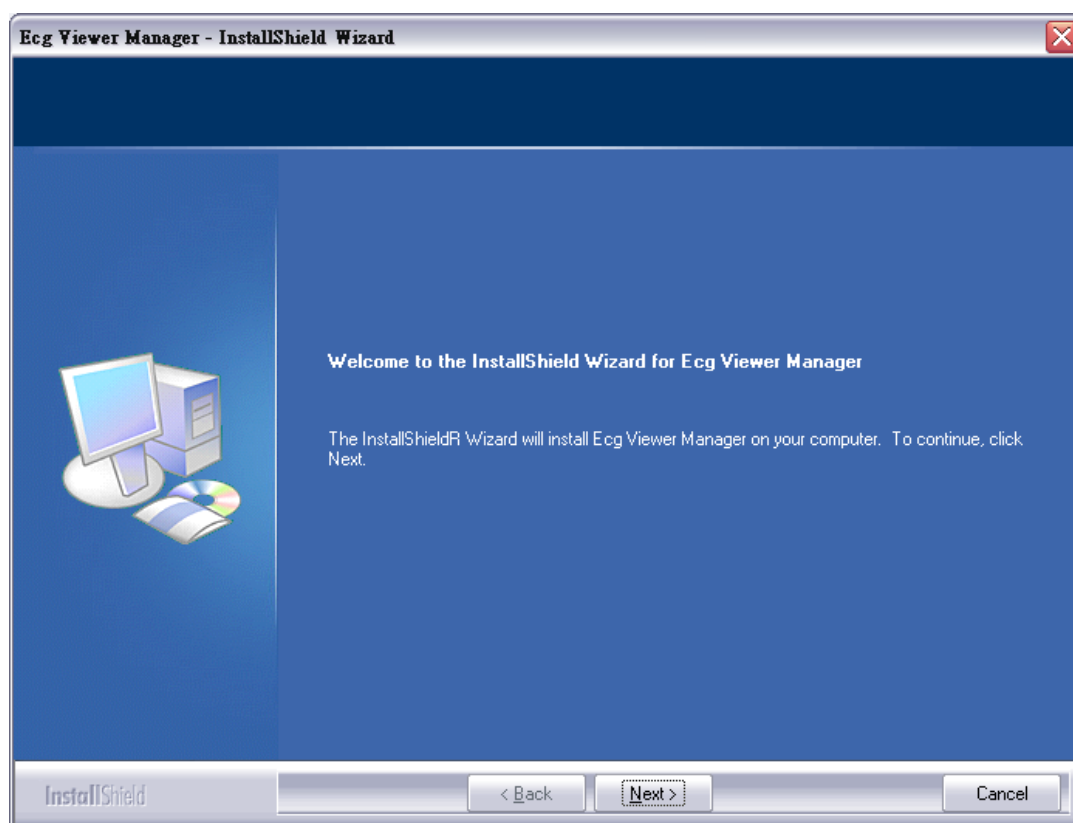 Ecg Viewer Manager - InstallShield Wizard
Welcome to the InstallShield Wizard for Ecg Viewer Manager
The InstallShieldR Wizard will install Ecg Viewer Manager on your computer. To continue, click
Next.
InstallShield
< Back
Next >
Cancel